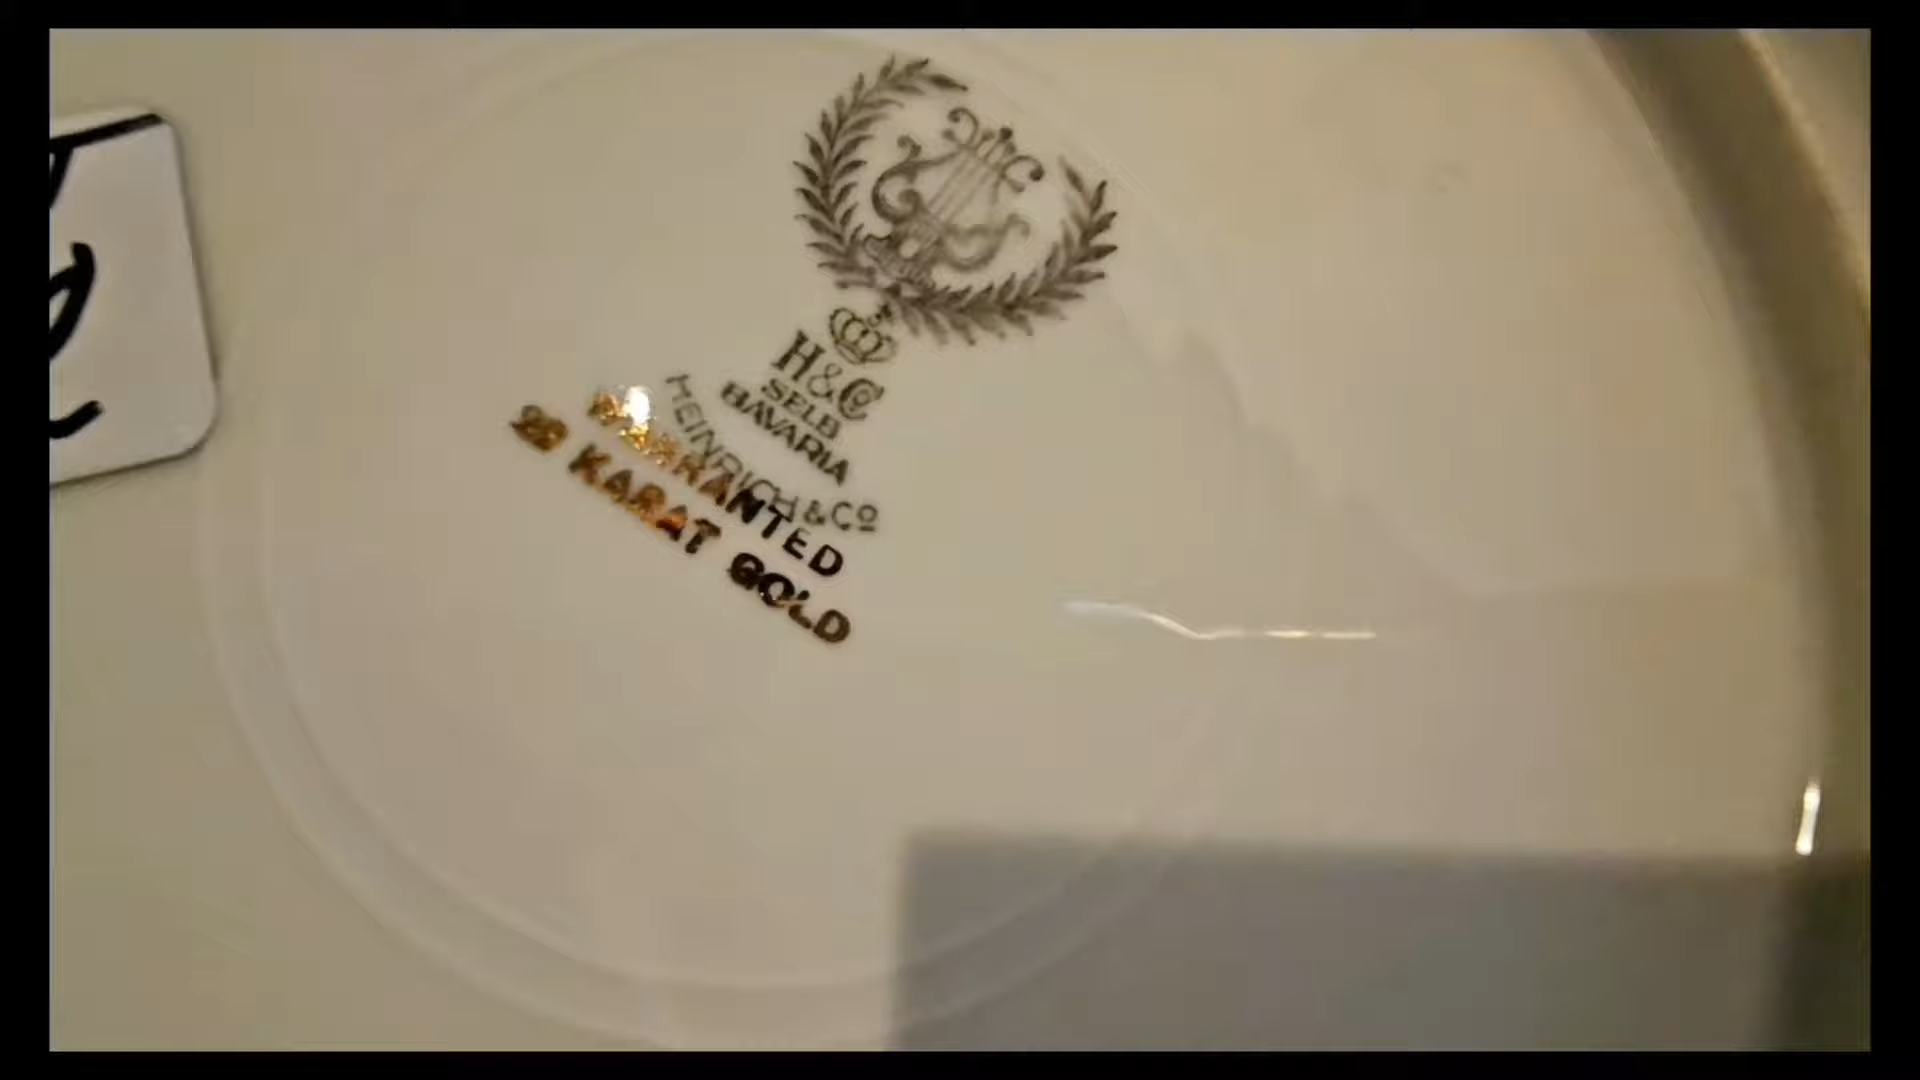 H&C
SELB
BAVARIA
HEINRICH & Cº
WARRANTED
KARAT GOLD